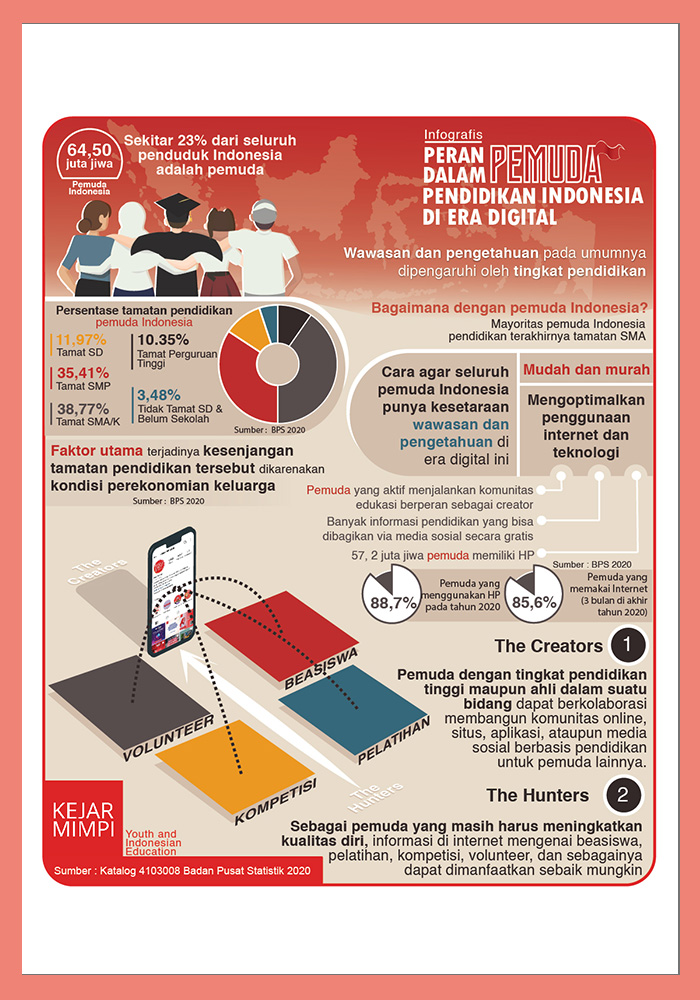 64,50
juta jiwa
Pemuda
Indonesia
Sekitar 23% dari seluruh
penduduk Indonesia
adalah pemuda
Infografis
PERAN
DALAM PEMUDA
PENDIDIKAN INDONESIA
DI ERA DIGITAL
Wawasan dan pengetahuan pada umumnya
dipengaruhi oleh tingkat pendidikan
Persentase tamatan pendidikan
pemuda Indonesia
11,97%
Tamat SD
35,41%
Tamat SMP
38,77%
Tamat SMA/K
10.35%
Tamat Perguruan
Tinggi
3,48%
Tidak Tamat SD &
Belum Sekolah
Sumber : BPS 2020
Bagaimana dengan pemuda Indonesia?
Mayoritas pemuda Indonesia
pendidikan terakhirnya tamatan SMA
Cara agar seluruh
pemuda Indonesia
punya kesetaraan
wawasan dan
pengetahuan di
era digital ini
Mudah dan murah
Mengoptimalkan
penggunaan
internet dan
teknologi
Faktor utama terjadinya kesenjangan
tamatan pendidikan tersebut dikarenakan
kondisi perekonomian keluarga
Sumber : BPS 2020
Pemuda yang aktif menjalankan komunitas
edukasi berperan sebagai creator
Banyak informasi pendidikan yang bisa
dibagikan via media sosial secara gratis
57, 2 juta jiwa pemuda memiliki HP
Sumber : BPS 2020
88,7%
Pemuda yang
menggunakan HP
pada tahun 2020
85,6%
Pemuda yang
memakai Internet
(3 bulan di akhir
tahun 2020)
The
Creators
BEASISWA
VOLUNTEER
PELATIHAN
KOMPETISI
The
Hunters
The Creators 1
Pemuda dengan tingkat pendidikan
tinggi maupun ahli dalam suatu
bidang dapat berkolaborasi
membangun komunitas online,
situs, aplikasi, ataupun media
sosial berbasis pendidikan
untuk pemuda lainnya.
The Hunters 2
Sebagai pemuda yang masih harus meningkatkan
kualitas diri, informasi di internet mengenai beasiswa,
pelatihan, kompetisi, volunteer, dan sebagainya
dapat dimanfaatkan sebaik mungkin
KEJAR
MIMPI
Youth and
Indonesian
Education
Sumber : Katalog 4103008 Badan Pusat Statistik 2020